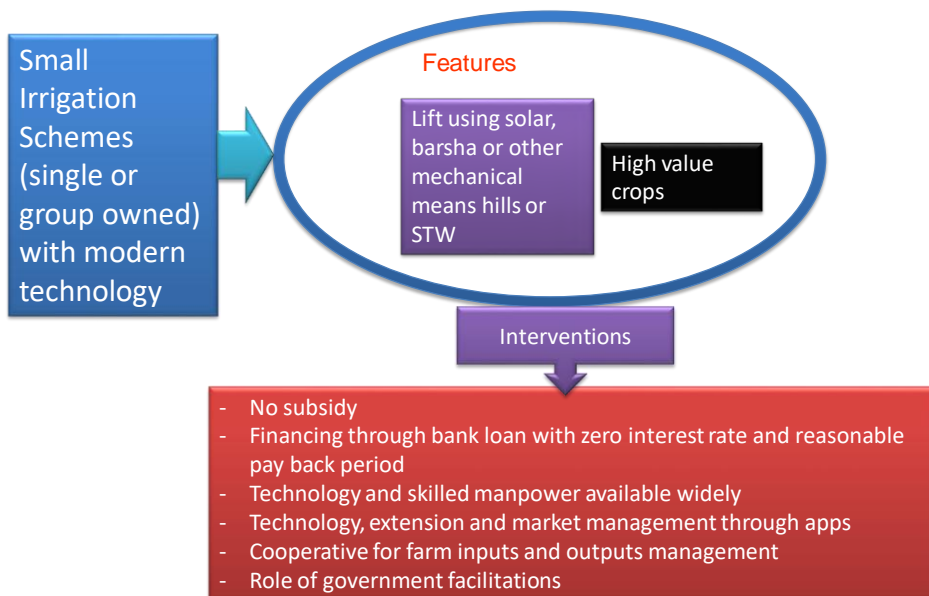 Small
Irrigation
Schemes
(single or
group owned)
with modern
technology
Features
Lift using solar,
barsha or other
mechanical
means hills or
STW
High value
crops
Interventions
- No subsidy
- Financing through bank loan with zero interest rate and reasonable
pay back period
- Technology and skilled manpower available widely
- Technology, extension and market management through apps
- Cooperative for farm inputs and outputs management
- Role of government facilitations